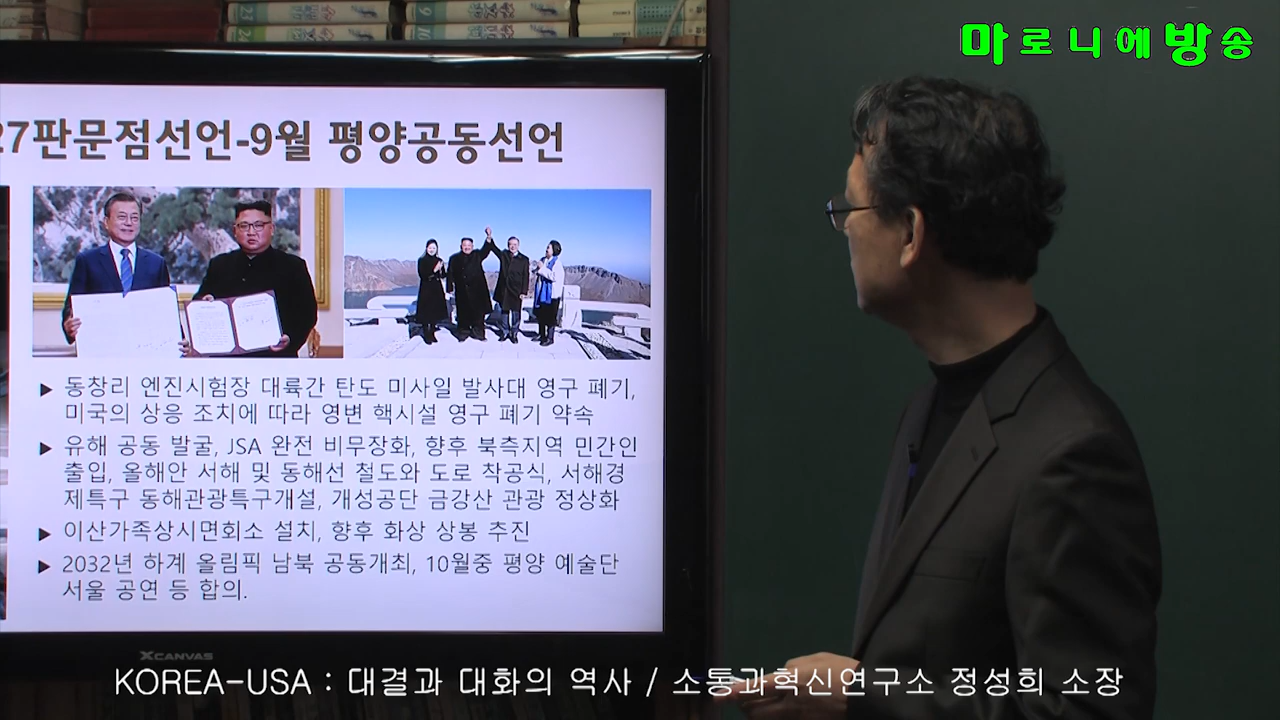 마로니에방송
27판문점선언-9월 평양공동선언
▶ 동창리 엔진시험장 대륙간 탄도 미사일 발사대 영구 폐기,
미국의 상응 조치에 따라 영변 핵시설 영구 폐기 약속
▶ 유해 공동 발굴, JSA 완전 비무장화, 향후 북측지역 민간인
출입, 올해안 서해 및 동해선 철도와 도로 착공식, 서해경
제특구 동해관광특구개설, 개성공단 금강산 관광 정상화
▶ 이산가족상시면회소 설치, 향후 화상 상봉 추진
▶ 2032년 하계 올림픽 남북 공동개최, 10월중 평양 예술단
서울 공연 등 합의.
XCANVAS
KOREA-USA : 대결과 대화의 역사 / 소통과혁신연구소 정성희 소장